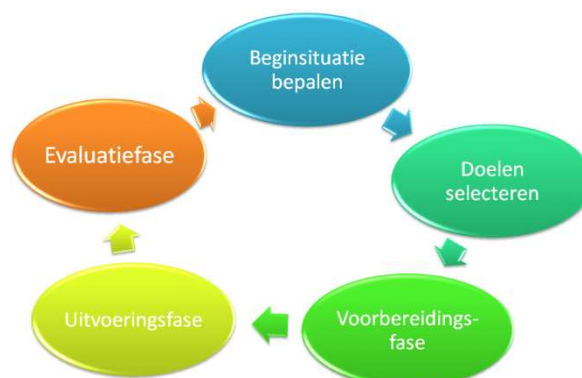 Beginsituatie
bepalen
Doelen
selecteren
Voorbereidings-
fase
Uitvoeringsfase
Evaluatiefase